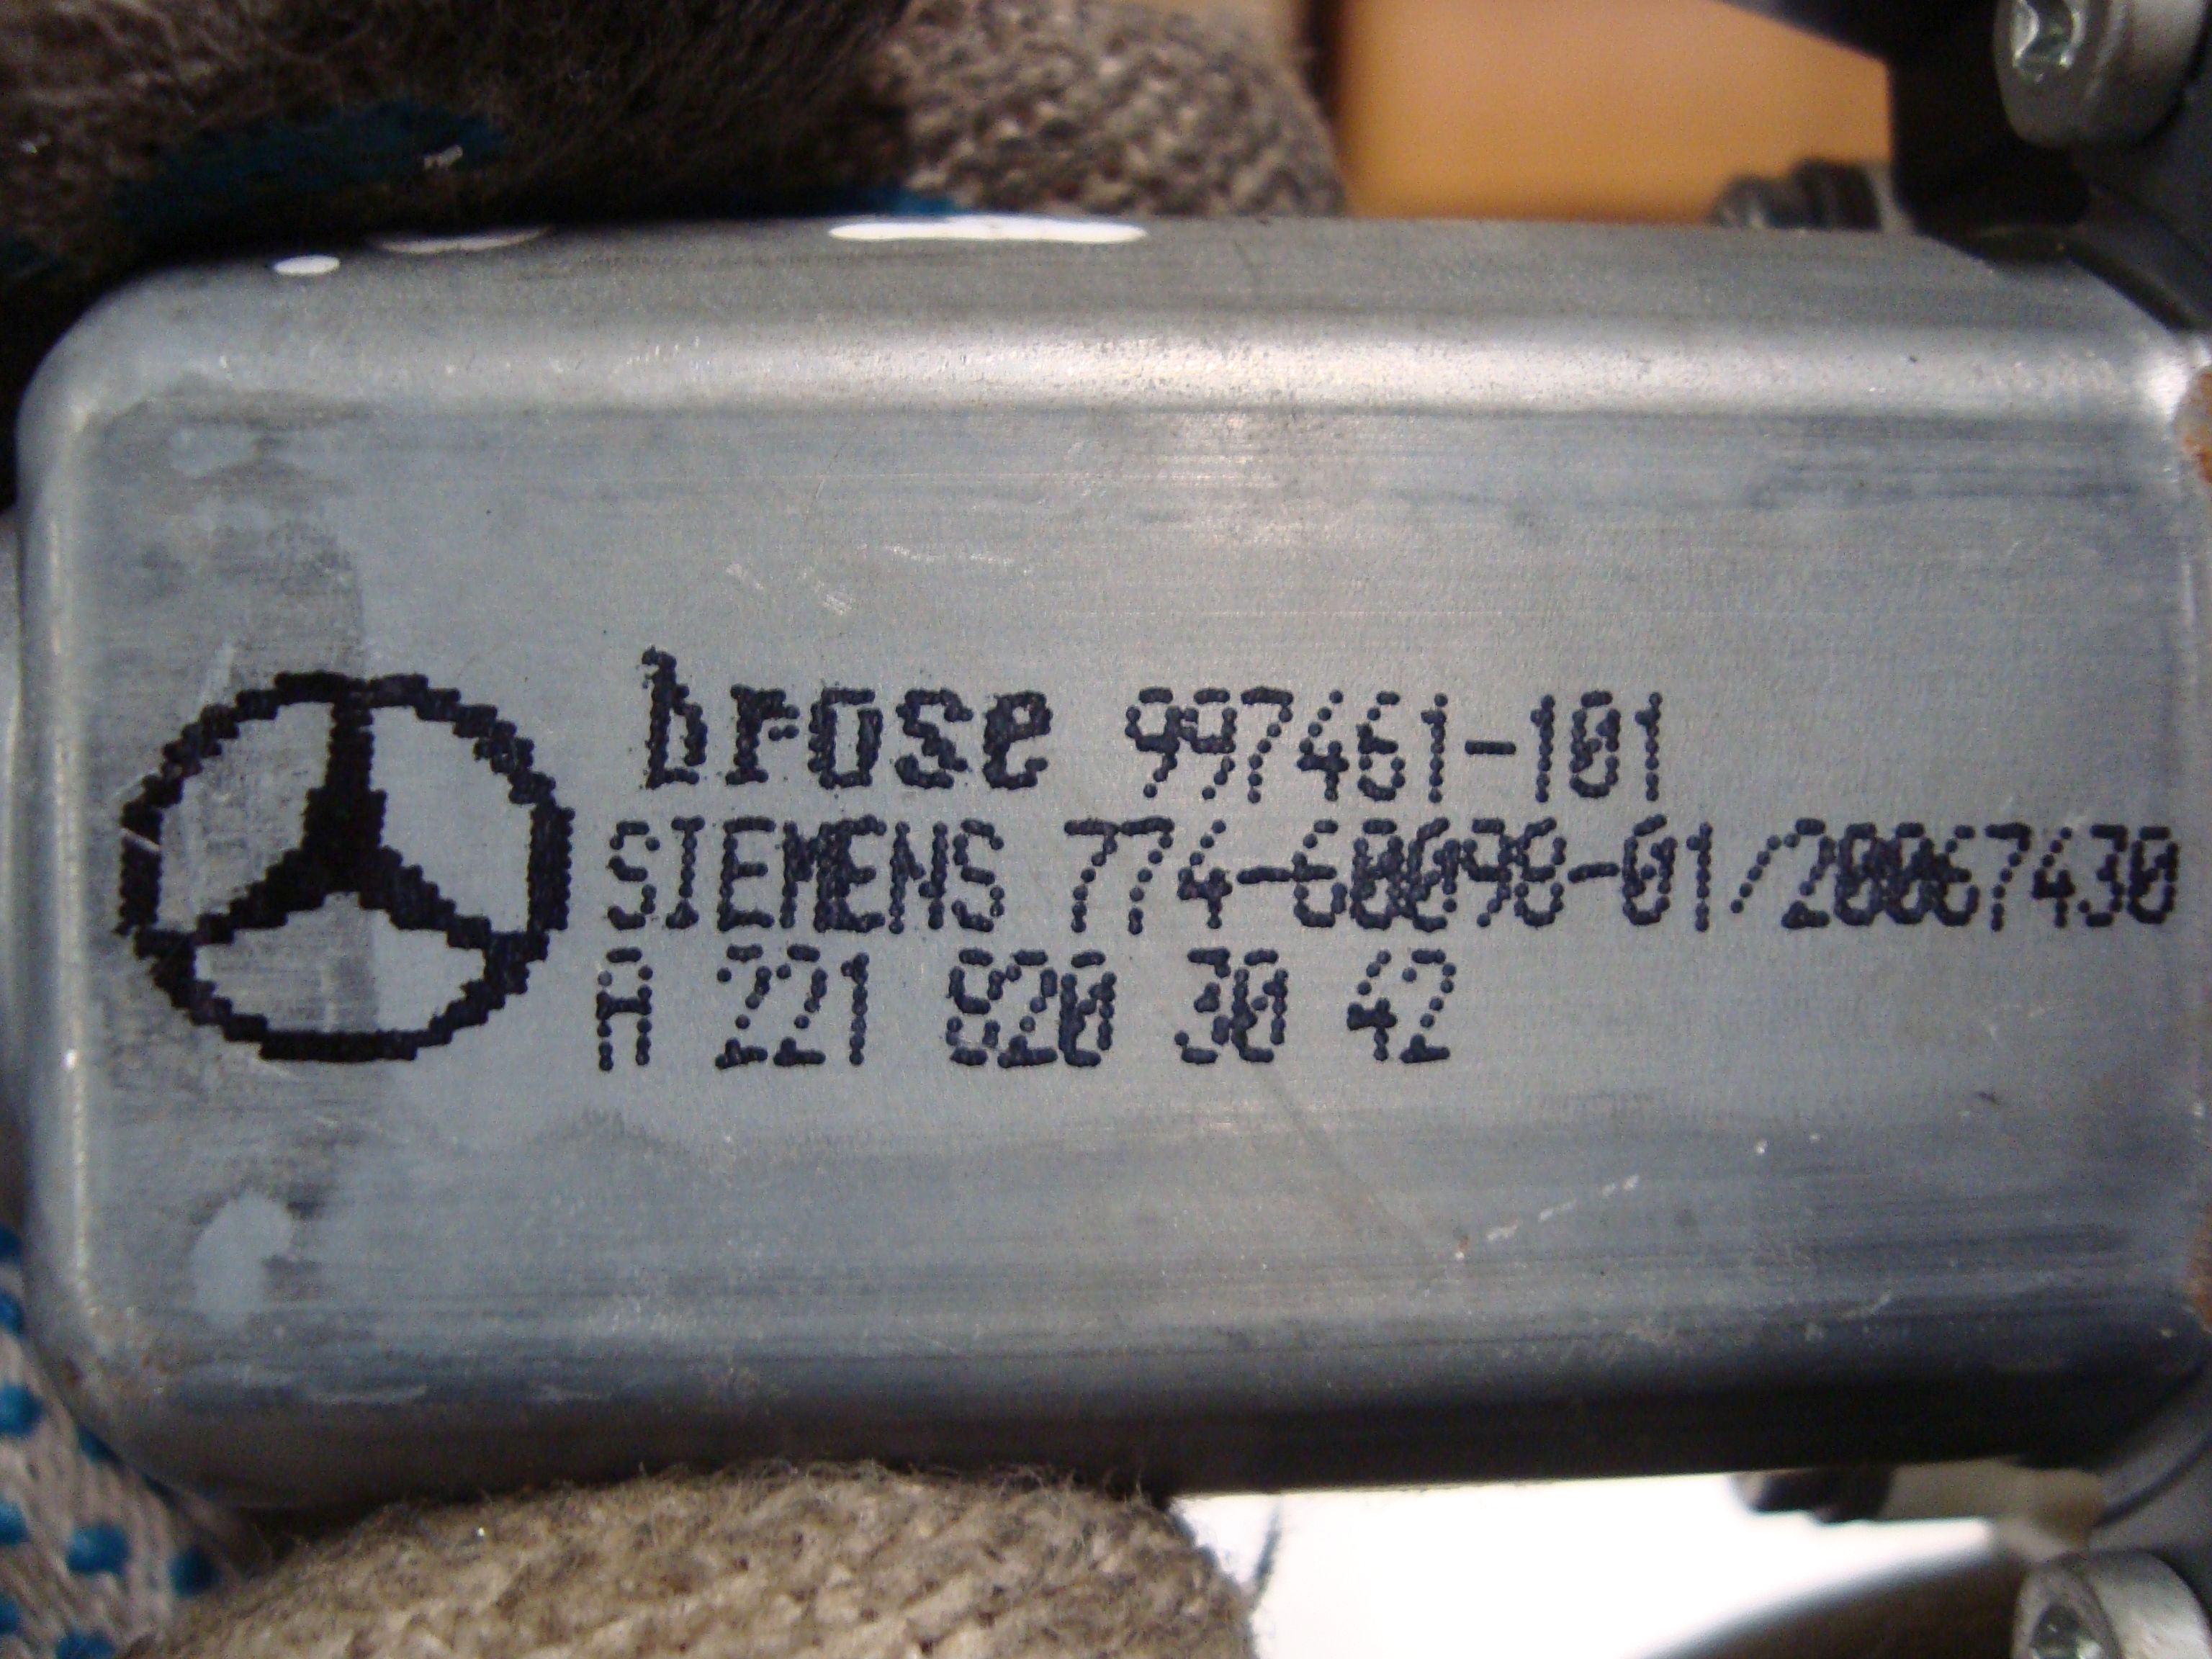 brose 997461-101
SIEMENS 774-60098-01/20067430
A 221 820 30 42